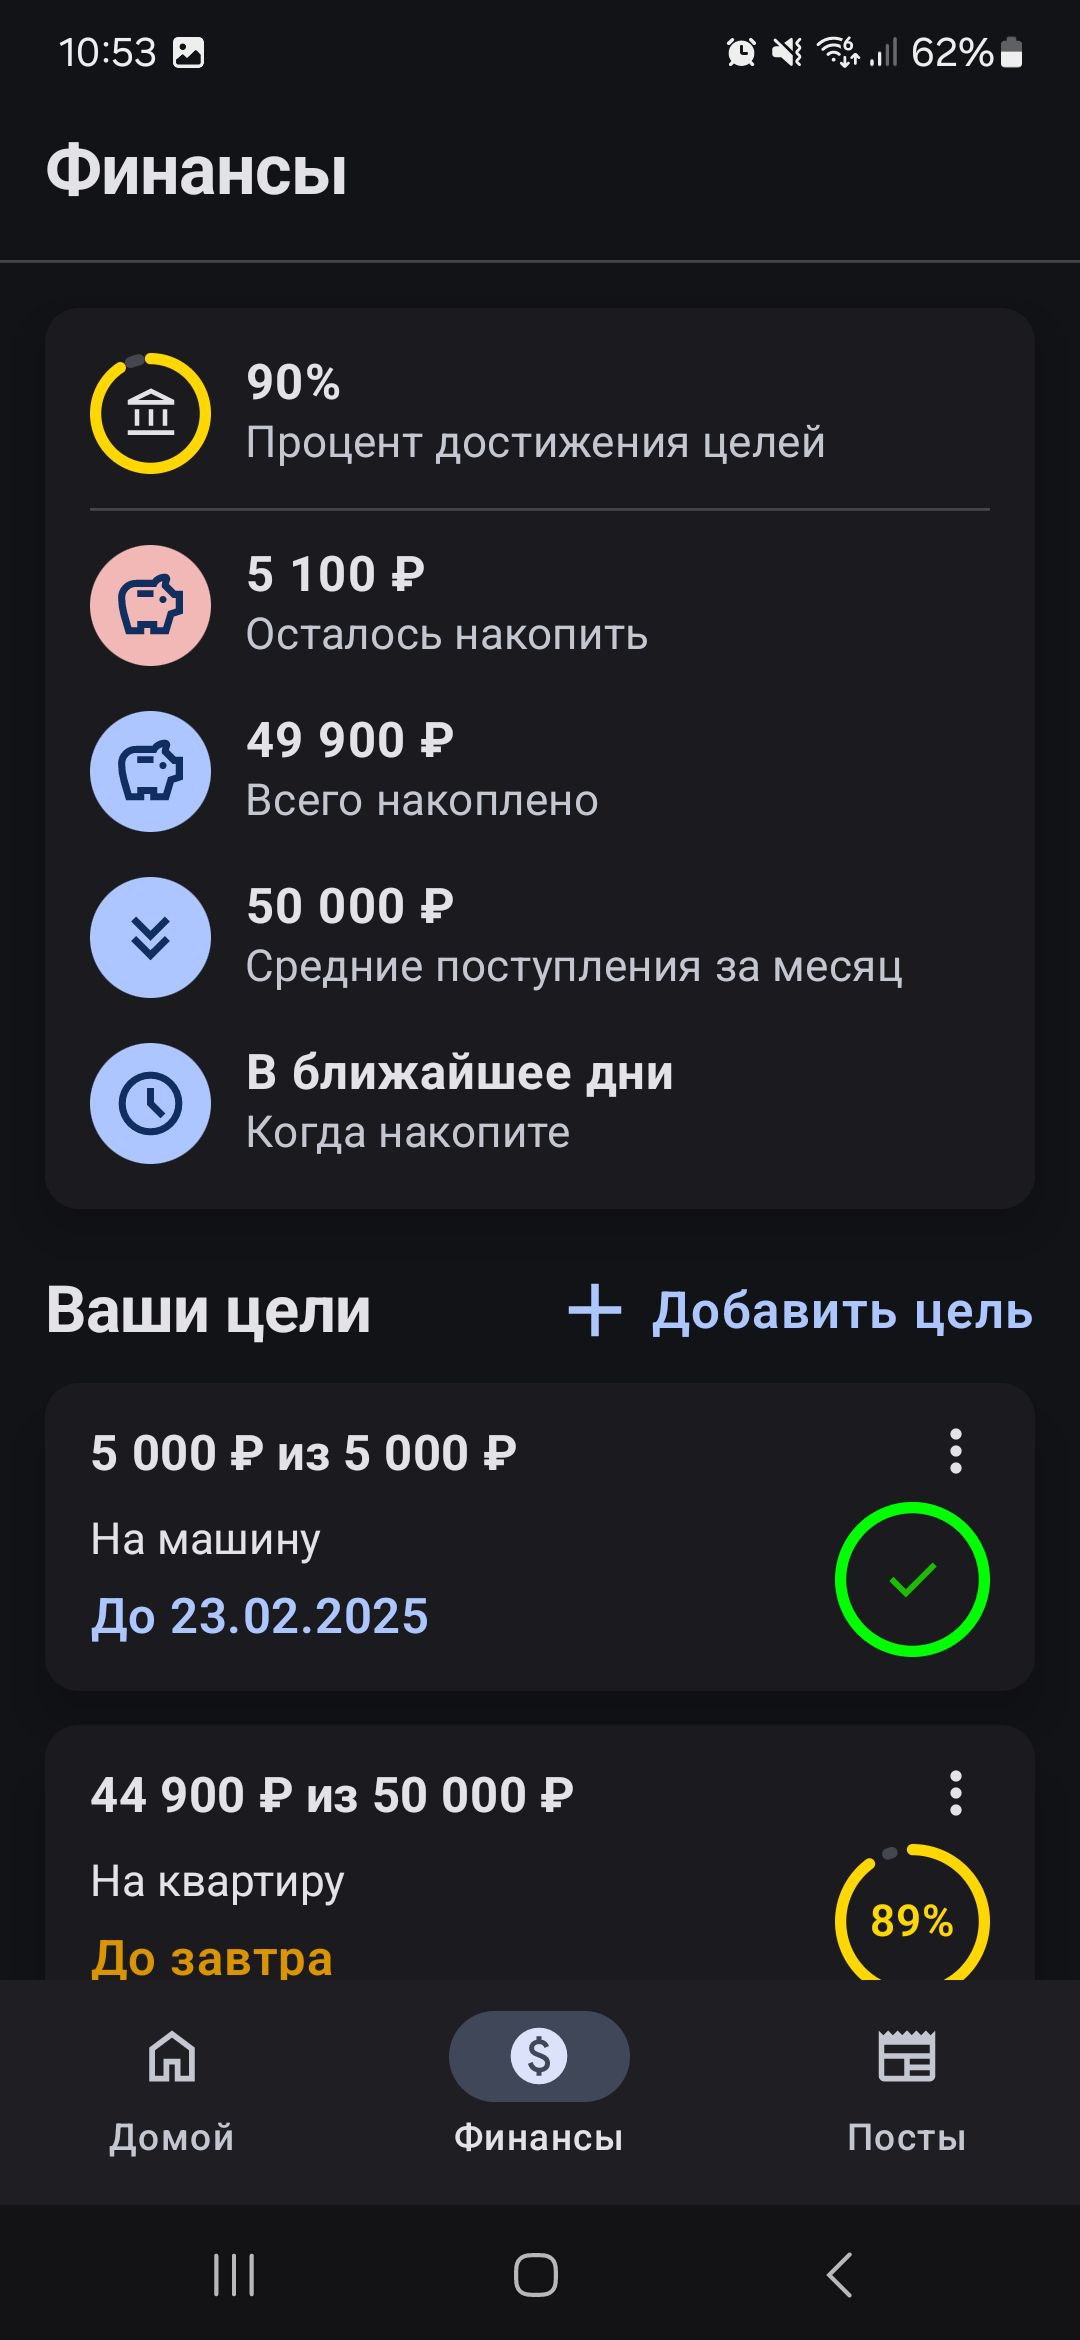 10:53
62%
Финансы
90%
Процент достижения целей
5 100 ₽
Осталось накопить
49 900 ₽
Всего накоплено
50 000 ₽
Средние поступления за месяц
В ближайшее дни
Когда накопите
Ваши цели
Добавить цель
5 000 ₽ из 5 000 ₽
На машину
До 23.02.2025
44 900 ₽ из 50 000 ₽
На квартиру
89%
До завтра
Домой
Финансы
Посты